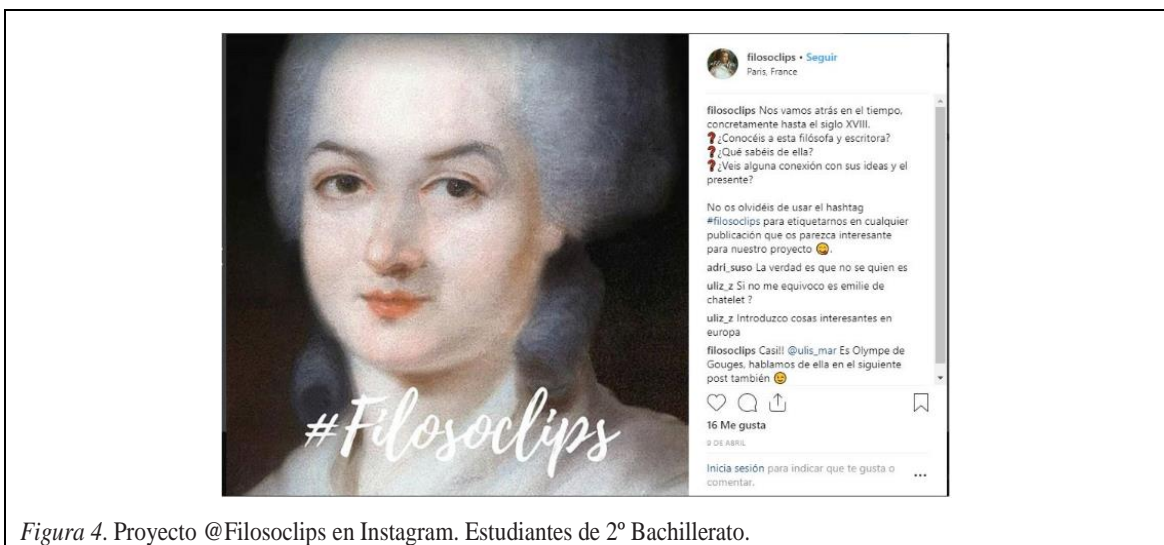 #Filosoclips
filosoclips • Seguir
Paris, France
filosoclips Nos vamos atrás en el tiempo,
concretamente hasta el siglo XVIII.
❓¿Conocéis a esta filósofa y escritora?
❓¿Qué sabéis de ella?
❓¿Veis alguna conexión con sus ideas y el
presente?
No os olvidéis de usar el hashtag
#filosoclips para etiquetarnos en cualquier
publicación que os parezca interesante
para nuestro proyecto 😋.
adri_suso La verdad es que no se quien es
uliz_z Si no me equivoco es emilie de
chatelet ?
uliz_z Introduzco cosas interesantes en
europa
filosoclips Casi!! @ulis_mar Es Olympe de
Gouges, hablamos de ella en el siguiente
post también 😉
16 Me gusta
9 DE ABRIL
Inicia sesión para indicar que te gusta o
comentar.
Figura 4. Proyecto @Filosoclips en Instagram. Estudiantes de 2º Bachillerato.